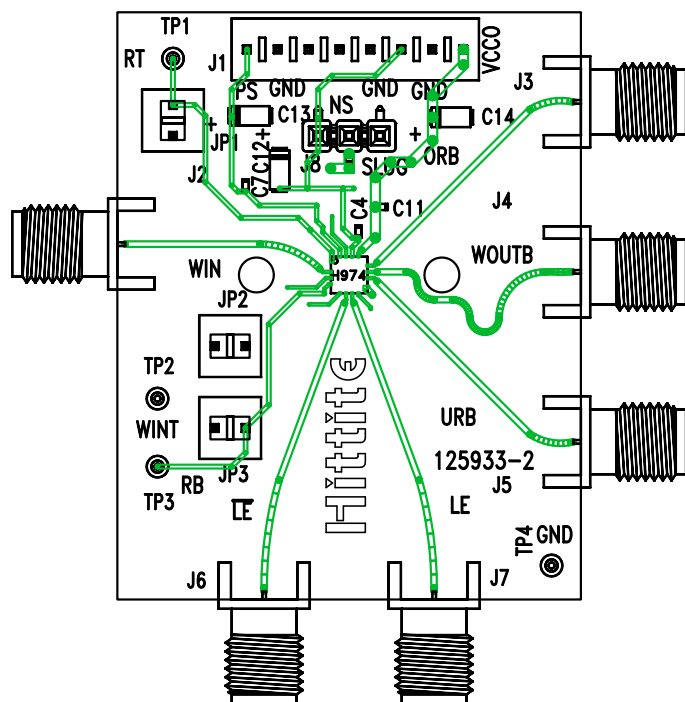 TP1
RT
J1
VCCO
J3
PS
GND
GND
GND
C13
NS
C14
+
JP1
+
C12
+
J8
SLUG
ORB
J2
C7
C4
C11
J4
WIN
H974
WOUTB
JP2
TP2
Hittite
WINT
URB
JP3
125933-2
TP3
RB
LE
LE
J5
TP4
GND
J6
J7